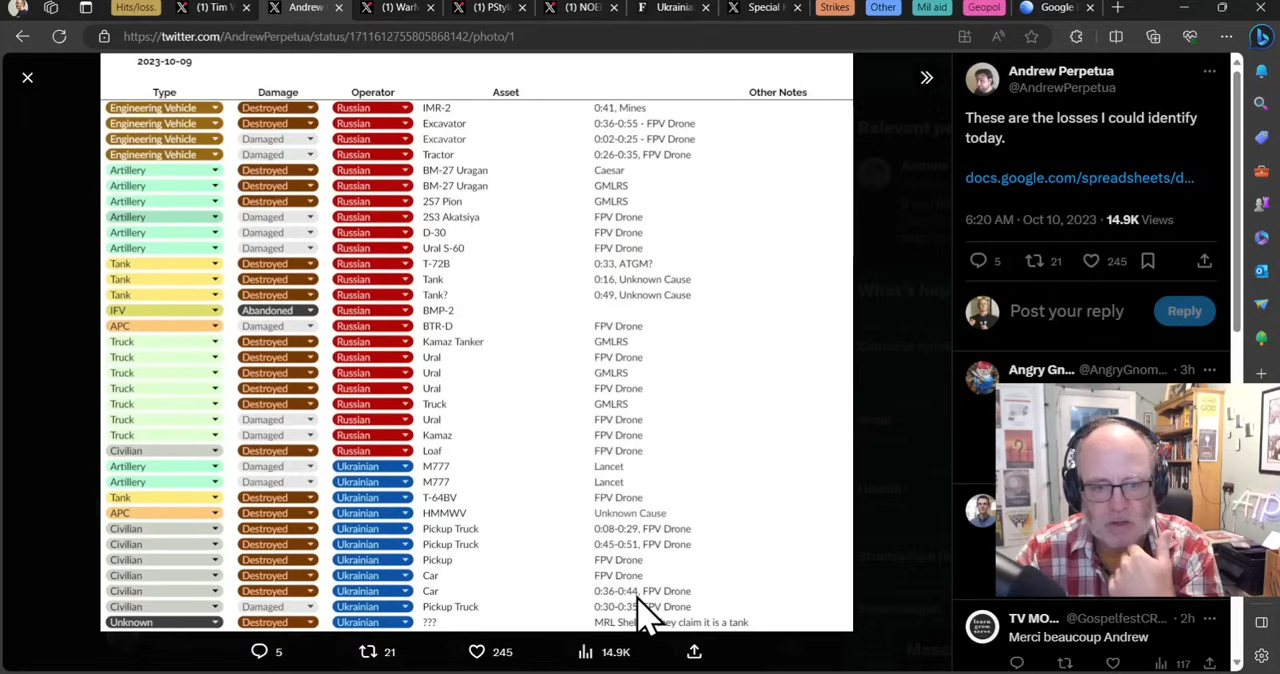 Hits/loss.
(1) Tim
Andrew
(1) WarM
(1) PStyl
(1) NOEL
Ukrainia
Special
Strikes
Other
Mil aid
Geopol
Google
https://twitter.com/AndrewPerpetua/status/1711612755805868142/photo/1
2023-10-09
Type Damage Operator Asset Other Notes
Engineering Vehicle Destroyed Russian IMR-2 0:41, Mines
Engineering Vehicle Destroyed Russian Excavator 0:36-0:55 - FPV Drone
Engineering Vehicle Damaged Russian Excavator 0:02-0:25 - FPV Drone
Engineering Vehicle Damaged Russian Tractor 0:26-0:35, FPV Drone
Artillery Destroyed Russian BM-27 Uragan Caesar
Artillery Destroyed Russian BM-27 Uragan GMLRS
Artillery Destroyed Russian 2S7 Pion GMLRS
Artillery Damaged Russian 2S3 Akatsiya FPV Drone
Artillery Damaged Russian D-30 FPV Drone
Artillery Damaged Russian Ural S-60 FPV Drone
Tank Destroyed Russian T-72B 0:33, ATGM?
Tank Destroyed Russian Tank 0:16, Unknown Cause
Tank Destroyed Russian Tank? 0:49, Unknown Cause
IFV Abandoned Russian BMP-2
APC Damaged Russian BTR-D FPV Drone
Truck Destroyed Russian Kamaz Tanker GMLRS
Truck Destroyed Russian Ural FPV Drone
Truck Destroyed Russian Ural GMLRS
Truck Destroyed Russian Ural FPV Drone
Truck Destroyed Russian Truck GMLRS
Truck Damaged Russian Ural FPV Drone
Truck Damaged Russian Kamaz FPV Drone
Civilian Destroyed Russian Loaf FPV Drone
Artillery Damaged Ukrainian M777 Lancet
Artillery Damaged Ukrainian M777 Lancet
Tank Destroyed Ukrainian T-64BV FPV Drone
APC Destroyed Ukrainian HMMWV Unknown Cause
Civilian Destroyed Ukrainian Pickup Truck 0:08-0:29, FPV Drone
Civilian Destroyed Ukrainian Pickup Truck 0:45-0:51, FPV Drone
Civilian Destroyed Ukrainian Pickup FPV Drone
Civilian Destroyed Ukrainian Car FPV Drone
Civilian Destroyed Ukrainian Car 0:36-0:44, FPV Drone
Civilian Damaged Ukrainian Pickup Truck 0:30-0:35, FPV Drone
Unknown Destroyed Ukrainian ??? MRL claim it is a tank
5 21 245 14.9K
Andrew Perpetua
@AndrewPerpetua
These are the losses I could identify
today.
docs.google.com/spreadsheets/d...
6:20 AM · Oct 10, 2023 · 14.9K Views
5 21 245
Post your reply Reply
Angry Gn... @AngryGnom... · 3h
TV MO... @GospelfestCR... · 2h
Merci beaucoup Andrew
117